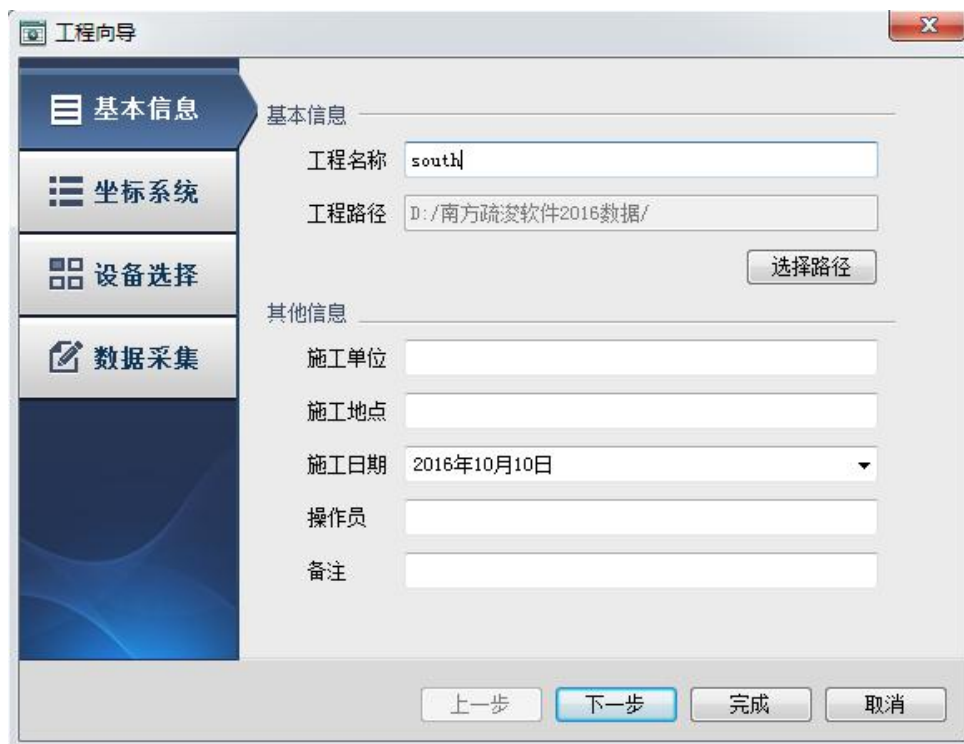 工程向导
基本信息
坐标系统
设备选择
数据采集
基本信息
工程名称 south
工程路径 D:/南方疏浚软件2016数据/
选择路径
其他信息
施工单位
施工地点
施工日期 2016年10月10日
操作员
备注
上一步 下一步 完成 取消